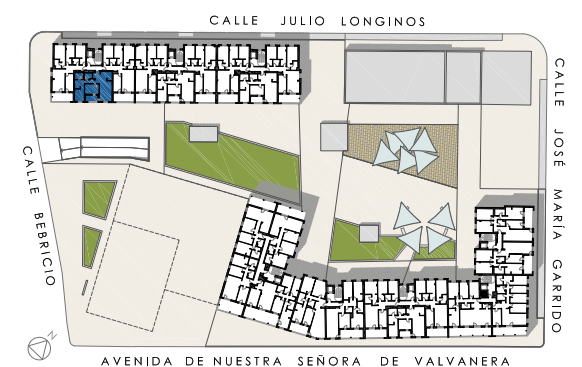 CALLE JULIO LONGINOS
CALLE JOSÉ MARÍA GARRIDO
CALLE BEBRICIO
N
AVENIDA DE NUESTRA SEÑORA DE VALVANERA